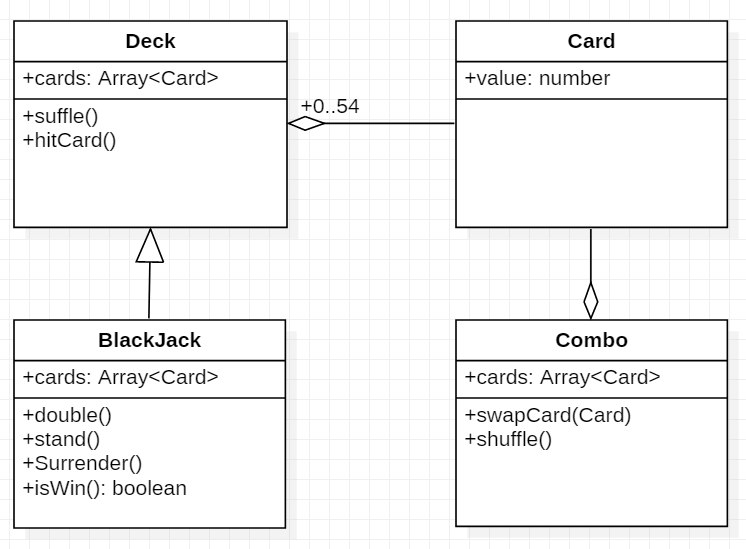 Deck
+cards: Array<Card>
+suffle()
+hitCard()
+0..54
Card
+value: number
BlackJack
+cards: Array<Card>
+double()
+stand()
+Surrender()
+isWin(): boolean
Combo
+cards: Array<Card>
+swapCard(Card)
+shuffle()